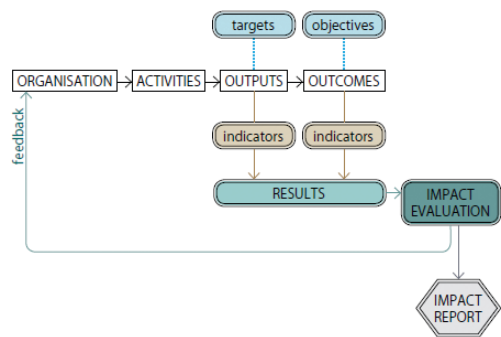 targets objectives
ORGANISATION ACTIVITIES OUTPUTS OUTCOMES
feedback
indicators indicators
RESULTS
IMPACT
EVALUATION
IMPACT
REPORT